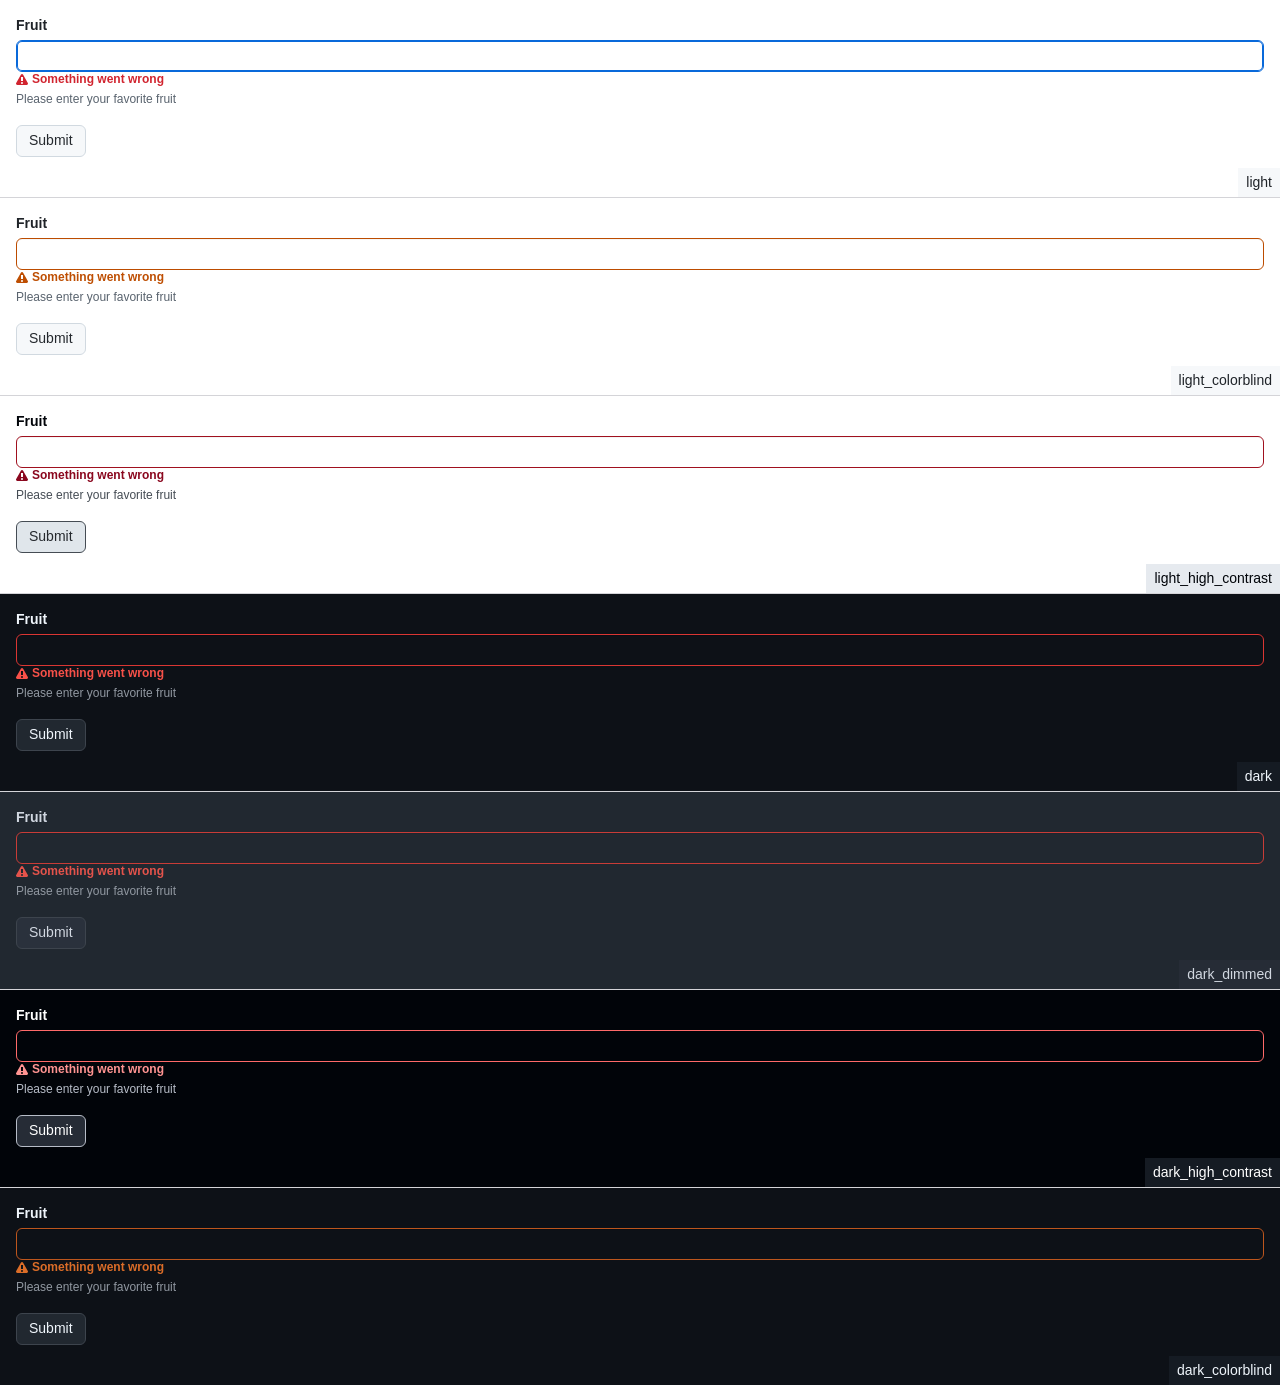 Fruit
Something went wrong
Please enter your favorite fruit
Submit
light
Fruit
Something went wrong
Please enter your favorite fruit
Submit
light_colorblind
Fruit
Something went wrong
Please enter your favorite fruit
Submit
light_high_contrast
Fruit
Something went wrong
Please enter your favorite fruit
Submit
dark
Fruit
Something went wrong
Please enter your favorite fruit
Submit
dark_dimmed
Fruit
Something went wrong
Please enter your favorite fruit
Submit
dark_high_contrast
Fruit
Something went wrong
Please enter your favorite fruit
Submit
dark_colorblind